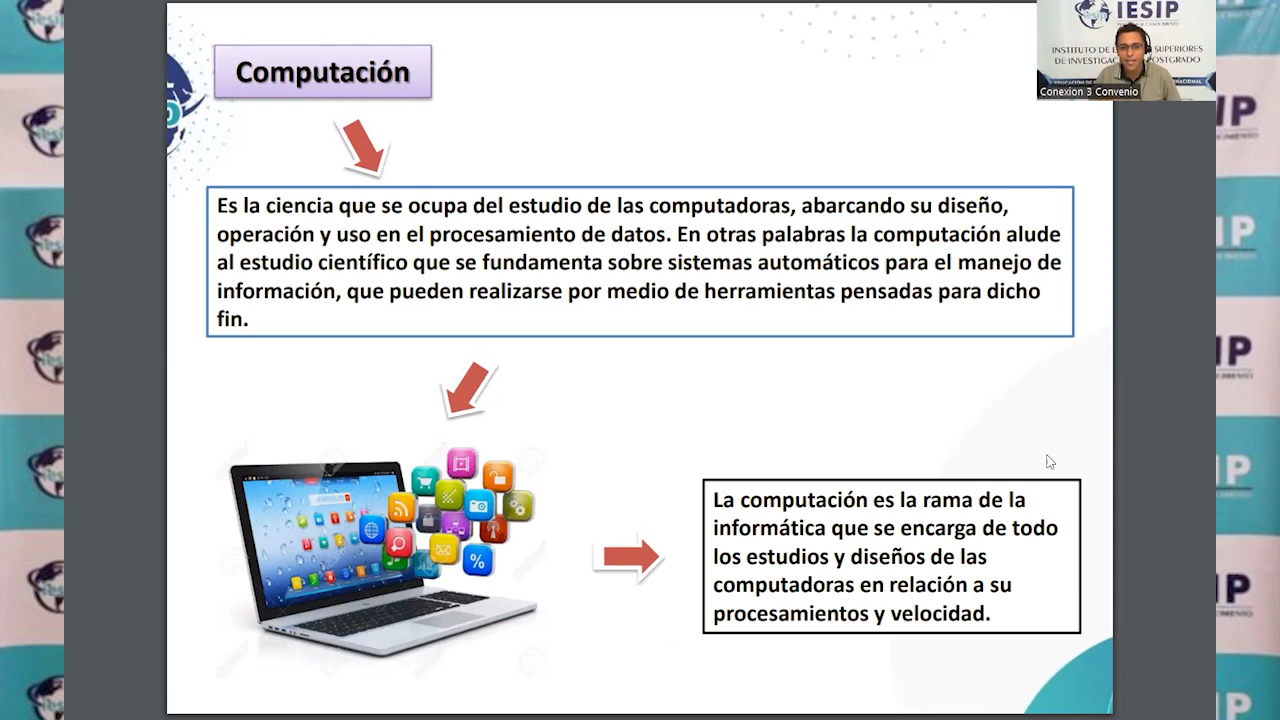 Computación
IESIP
INSTITUTO DE E SUPERIORES
DE INVESTIGAC OSTGRADO
Conexion 3 Convenio
Es la ciencia que se ocupa del estudio de las computadoras, abarcando su diseño,
operación y uso en el procesamiento de datos. En otras palabras la computación alude
al estudio científico que se fundamenta sobre sistemas automáticos para el manejo de
información, que pueden realizarse por medio de herramientas pensadas para dicho
fin.
La computación es la rama de la
informática que se encarga de todo
los estudios y diseños de las
computadoras en relación a su
procesamientos y velocidad.